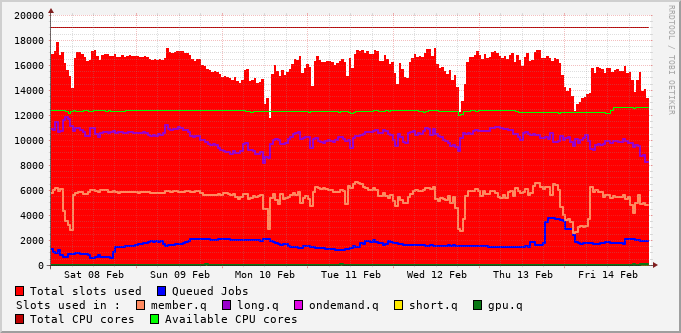 20000
18000
16000
14000
12000
10000
8000
6000
4000
2000
0
Sat 08 Feb Sun 09 Feb Mon 10 Feb Tue 11 Feb Wed 12 Feb Thu 13 Feb Fri 14 Feb
Total slots used Queued Jobs
Slots used in : member.q long.q ondemand.q short.q gpu.q
Total CPU cores Available CPU cores
RRDTOOL / TOBI OETIKER